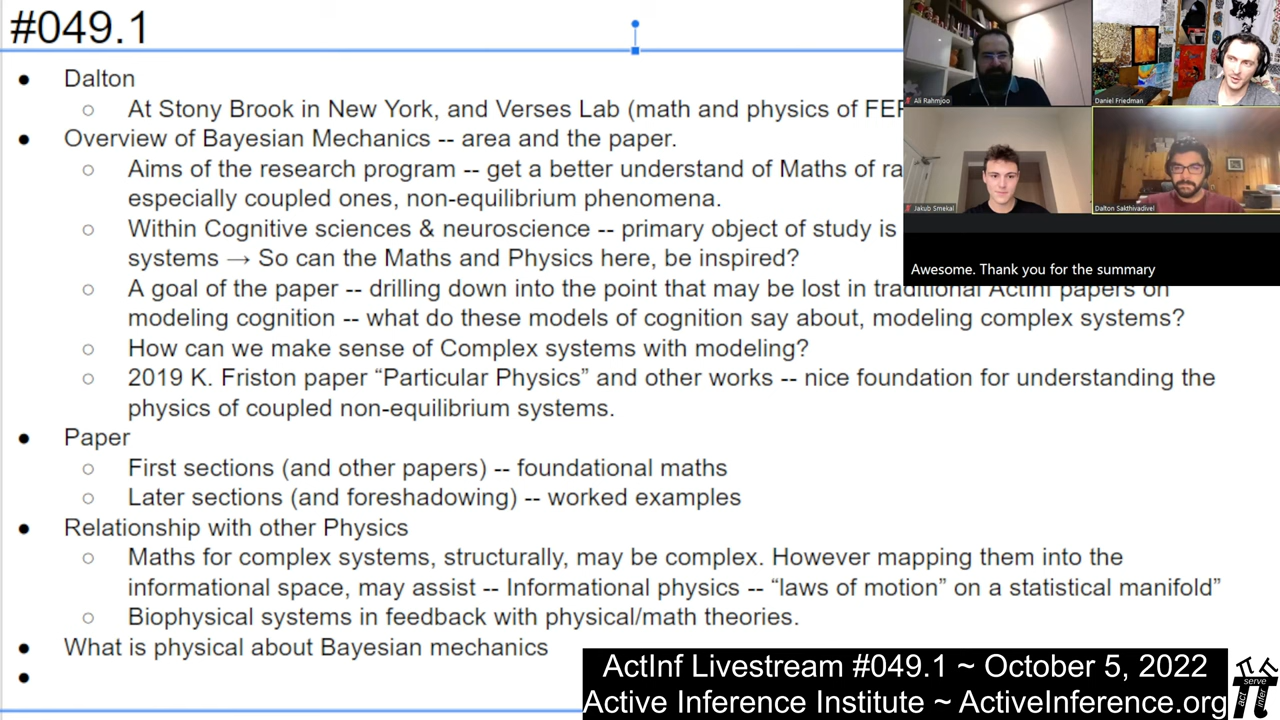 #049.1
● Dalton
○ At Stony Brook in New York, and Verses Lab (math and physics of FEP
● Overview of Bayesian Mechanics -- area and the paper.
○ Aims of the research program -- get a better understand of Maths of ra
especially coupled ones, non-equilibrium phenomena.
○ Within Cognitive sciences & neuroscience -- primary object of study is
systems → So can the Maths and Physics here, be inspired?
○ A goal of the paper -- drilling down into the point that may be lost in traditional ActInf papers on
modeling cognition -- what do these models of cognition say about, modeling complex systems?
○ How can we make sense of Complex systems with modeling?
○ 2019 K. Friston paper “Particular Physics” and other works -- nice foundation for understanding the
physics of coupled non-equilibrium systems.
● Paper
○ First sections (and other papers) -- foundational maths
○ Later sections (and foreshadowing) -- worked examples
● Relationship with other Physics
○ Maths for complex systems, structurally, may be complex. However mapping them into the
informational space, may assist -- Informational physics -- “laws of motion” on a statistical manifold”
○ Biophysical systems in feedback with physical/math theories.
● What is physical about Bayesian mechanics
●
Ali Rahmjoo
Daniel Friedman
Jakub Smekal
Dalton Sakthivadivel
Awesome. Thank you for the summary
ActInf Livestream #049.1 ~ October 5, 2022
Active Inference Institute ~ ActiveInference.org
serve
act
infer